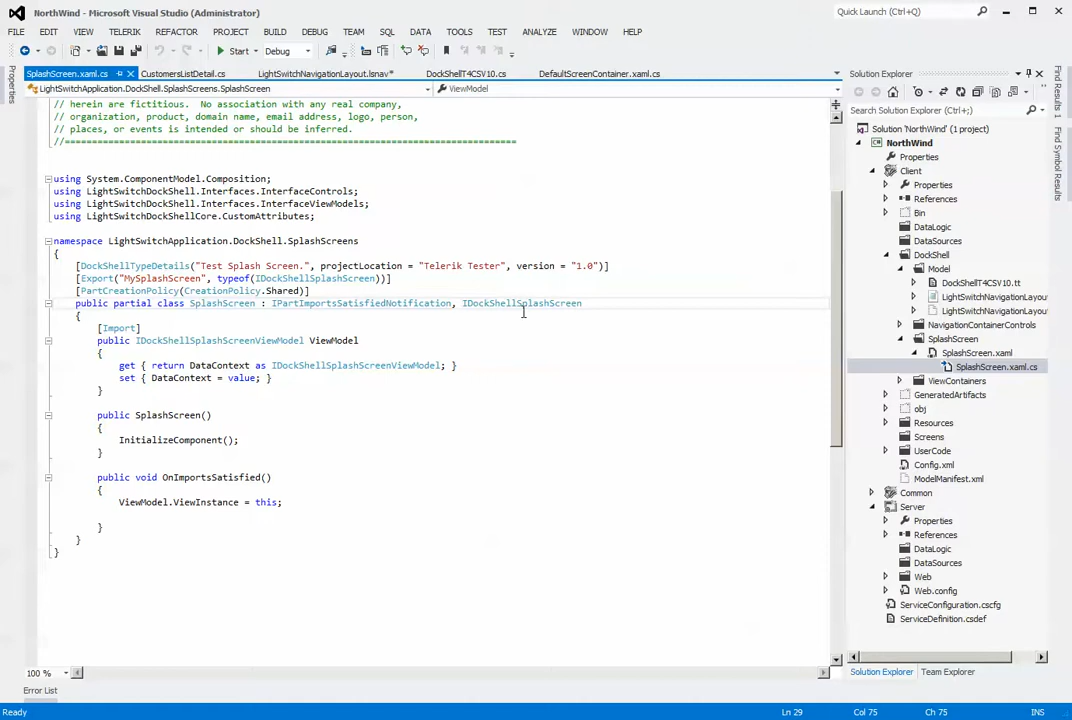 NorthWind - Microsoft Visual Studio (Administrator)
Quick Launch (Ctrl+Q)
FILE EDIT VIEW TELERIK REFACTOR PROJECT BUILD DEBUG TEAM SQL DATA TOOLS TEST ANALYZE WINDOW HELP
Start Debug
SplashScreen.xaml.cs CustomersListDetail.cs LightSwitchNavigationLayout.lsnav* DockShellT4CSV10.cs DefaultScreenContainer.xaml.cs
LightSwitchApplication.DockShell.SplashScreens.SplashScreen ViewModel
Properties
// herein are fictitious.  No association with any real company,
// organization, product, domain name, email address, logo, person,
// places, or events is intended or should be inferred.
//===================================================================================
using System.ComponentModel.Composition;
using LightSwitchDockShell.Interfaces.InterfaceControls;
using LightSwitchDockShell.Interfaces.InterfaceViewModels;
using LightSwitchDockShellCore.CustomAttributes;
namespace LightSwitchApplication.DockShell.SplashScreens
{
[DockShellTypeDetails("Test Splash Screen.", projectLocation = "Telerik Tester", version = "1.0")]
[Export("MySplashScreen", typeof(IDockShellSplashScreen))]
[PartCreationPolicy(CreationPolicy.Shared)]
public partial class SplashScreen : IPartImportsSatisfiedNotification, IDockShellSplashScreen
{
[Import]
public IDockShellSplashScreenViewModel ViewModel
{
get { return DataContext as IDockShellSplashScreenViewModel; }
set { DataContext = value; }
}
public SplashScreen()
{
InitializeComponent();
}
public void OnImportsSatisfied()
{
ViewModel.ViewInstance = this;
}
}
}
100 %
Error List
Ready
Ln 29 Col 75 Ch 75 INS
Solution Explorer
Search Solution Explorer (Ctrl+;)
Solution 'NorthWind' (1 project)
NorthWind
Properties
Client
Properties
References
Bin
DataLogic
DataSources
DockShell
Model
DockShellT4CSV10.tt
LightSwitchNavigationLayou
LightSwitchNavigationLayou
NavigationContainerControls
SplashScreen
SplashScreen.xaml
SplashScreen.xaml.cs
ViewContainers
GeneratedArtifacts
obj
Resources
Screens
UserCode
Config.xml
ModelManifest.xml
Common
Server
Properties
References
DataLogic
DataSources
Web
Web.config
ServiceConfiguration.cscfg
ServiceDefinition.csdef
Solution Explorer Team Explorer
Find Results 1
Find Symbol Results